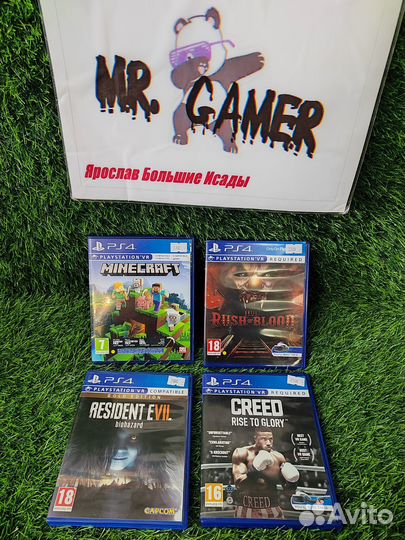 MR. GAMER
Ярослав Большие Исады
PS4
PLAYSTATION VR
MINECRAFT
7
PS4
PLAYSTATION VR REQUIRED
RUSH OF BLOOD
18
PS4
PLAYSTATION VR COMPATIBLE
GOLD EDITION
RESIDENT EVIL
biohazard
18
CAPCOM
PS4
PLAYSTATION VR REQUIRED
CREED
RISE TO GLORY
CREED
16
Avito